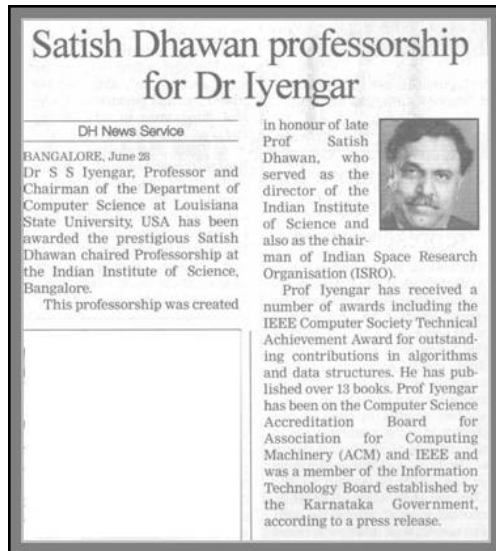 Satish Dhawan professorship
for Dr Iyengar
DH News Service
BANGALORE, June 28
Dr S S Iyengar, Professor and
Chairman of the Department of
Computer Science at Louisiana
State University, USA has been
awarded the prestigious Satish
Dhawan chaired Professorship at
the Indian Institute of Science,
Bangalore.
This professorship was created
in honour of late
Prof Satish
Dhawan, who
served as the
director of the
Indian Institute
of Science and
also as the chair-
man of Indian Space Research
Organisation (ISRO).
Prof Iyengar has received a
number of awards including the
IEEE Computer Society Technical
Achievement Award for outstand-
ing contributions in algorithms
and data structures. He has pub-
lished over 13 books. Prof Iyengar
has been on the Computer Science
Accreditation Board for
Association for Computing
Machinery (ACM) and IEEE and
was a member of the Information
Technology Board established by
the Karnataka Government,
according to a press release.